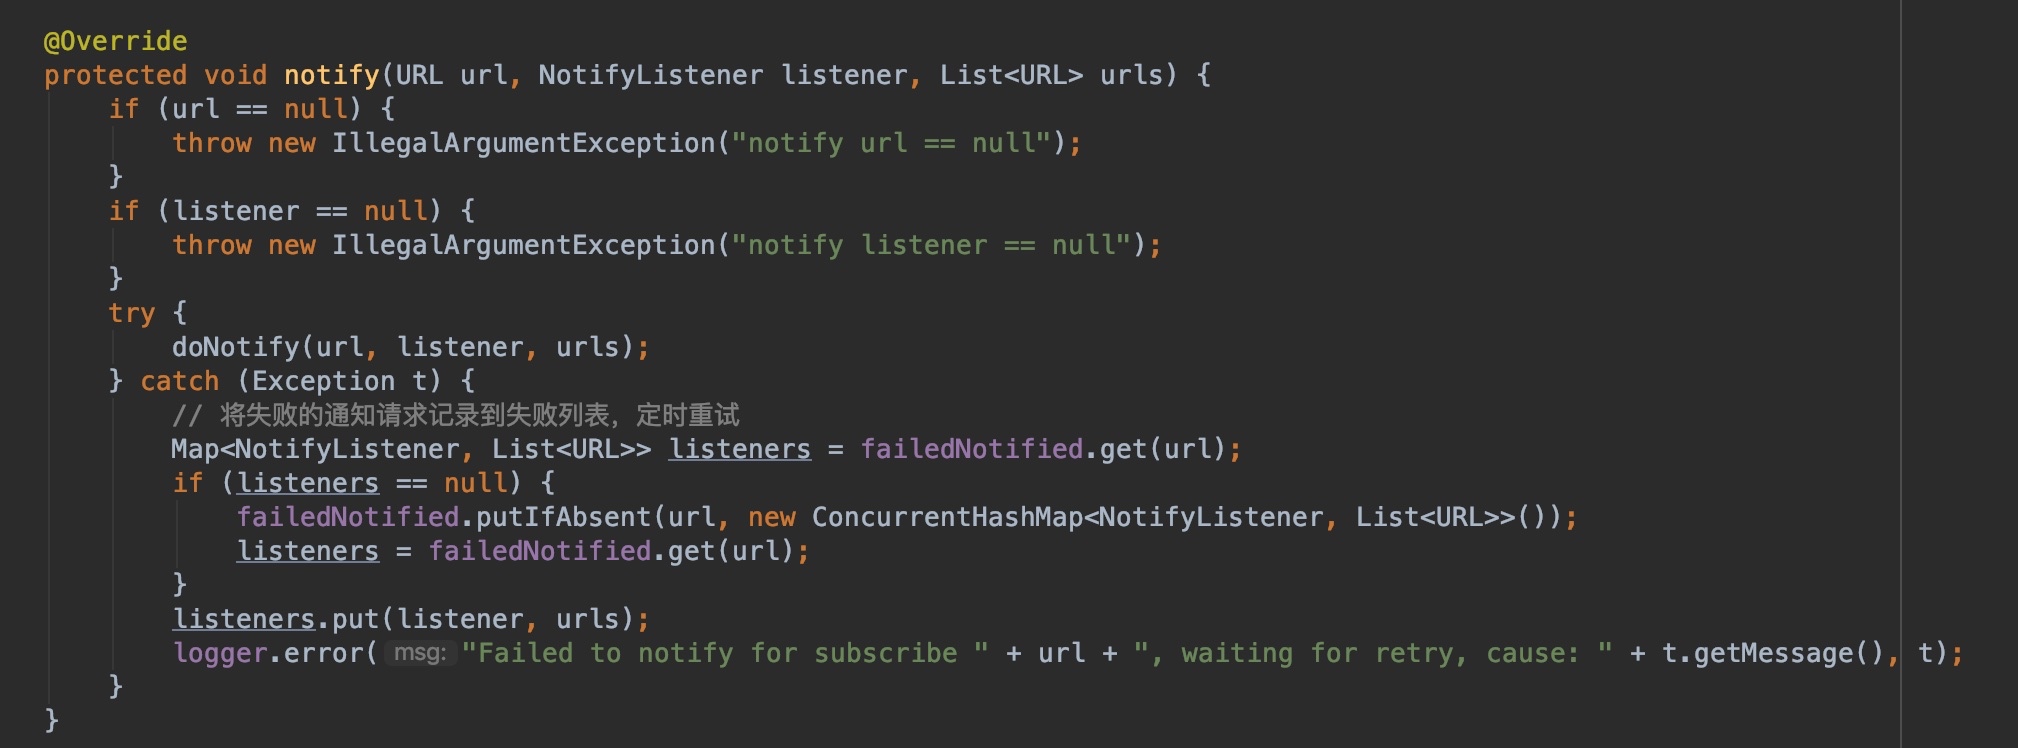 @Override
protected void notify(URL url, NotifyListener listener, List<URL> urls) {
    if (url == null) {
        throw new IllegalArgumentException("notify url == null");
    }
    if (listener == null) {
        throw new IllegalArgumentException("notify listener == null");
    }
    try {
        doNotify(url, listener, urls);
    } catch (Exception t) {
        // 将失败的通知请求记录到失败列表，定时重试
        Map<NotifyListener, List<URL>> listeners = failedNotified.get(url);
        if (listeners == null) {
            failedNotified.putIfAbsent(url, new ConcurrentHashMap<NotifyListener, List<URL>>());
            listeners = failedNotified.get(url);
        }
        listeners.put(listener, urls);
        logger.error( msg: "Failed to notify for subscribe " + url + ", waiting for retry, cause: " + t.getMessage(), t);
    }
}